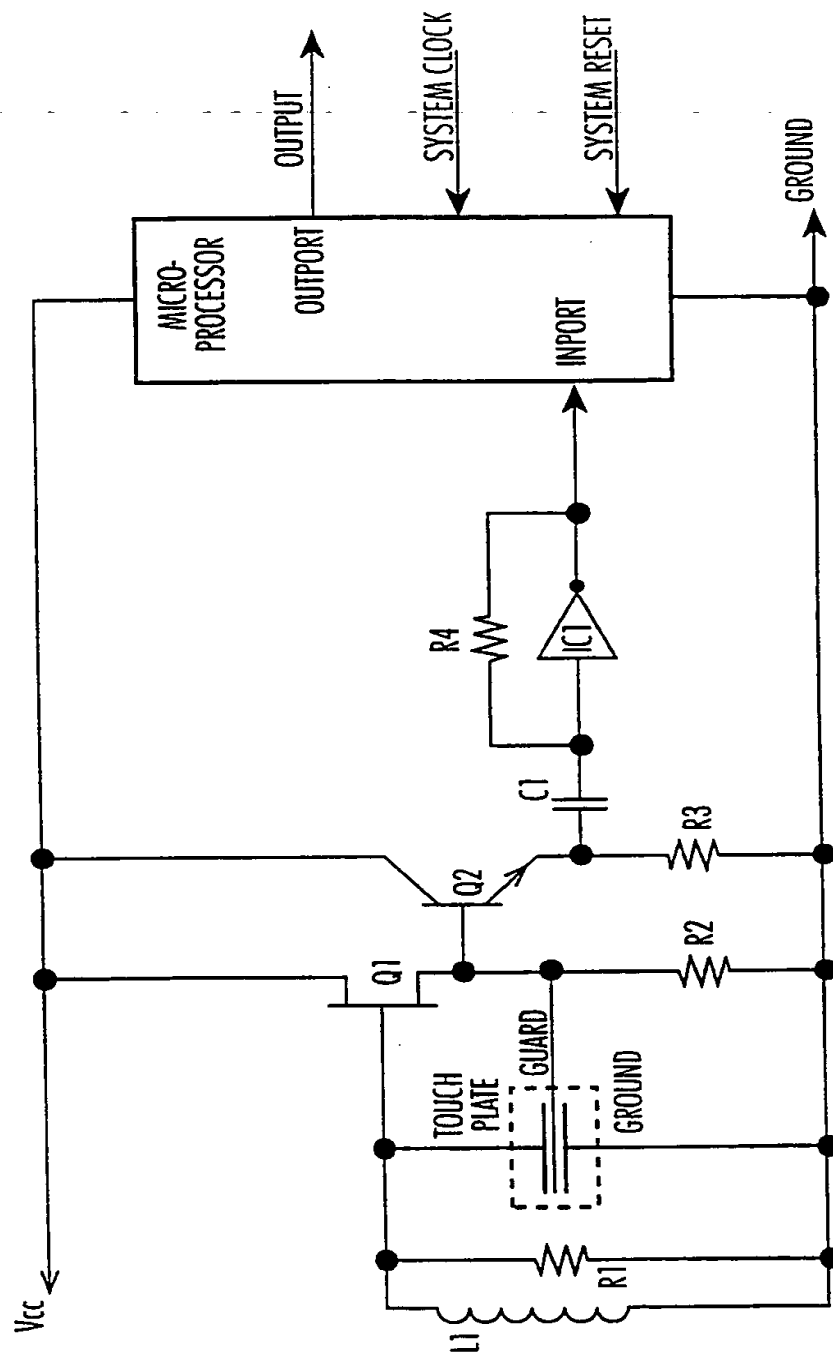 Vcc
MICRO-
PROCESSOR
OUTPORT
OUTPUT
SYSTEM CLOCK
SYSTEM RESET
INPORT
GROUND
R4
IC1
C1
Q1
Q2
R3
R2
TOUCH
PLATE
GUARD
GROUND
R1
L1